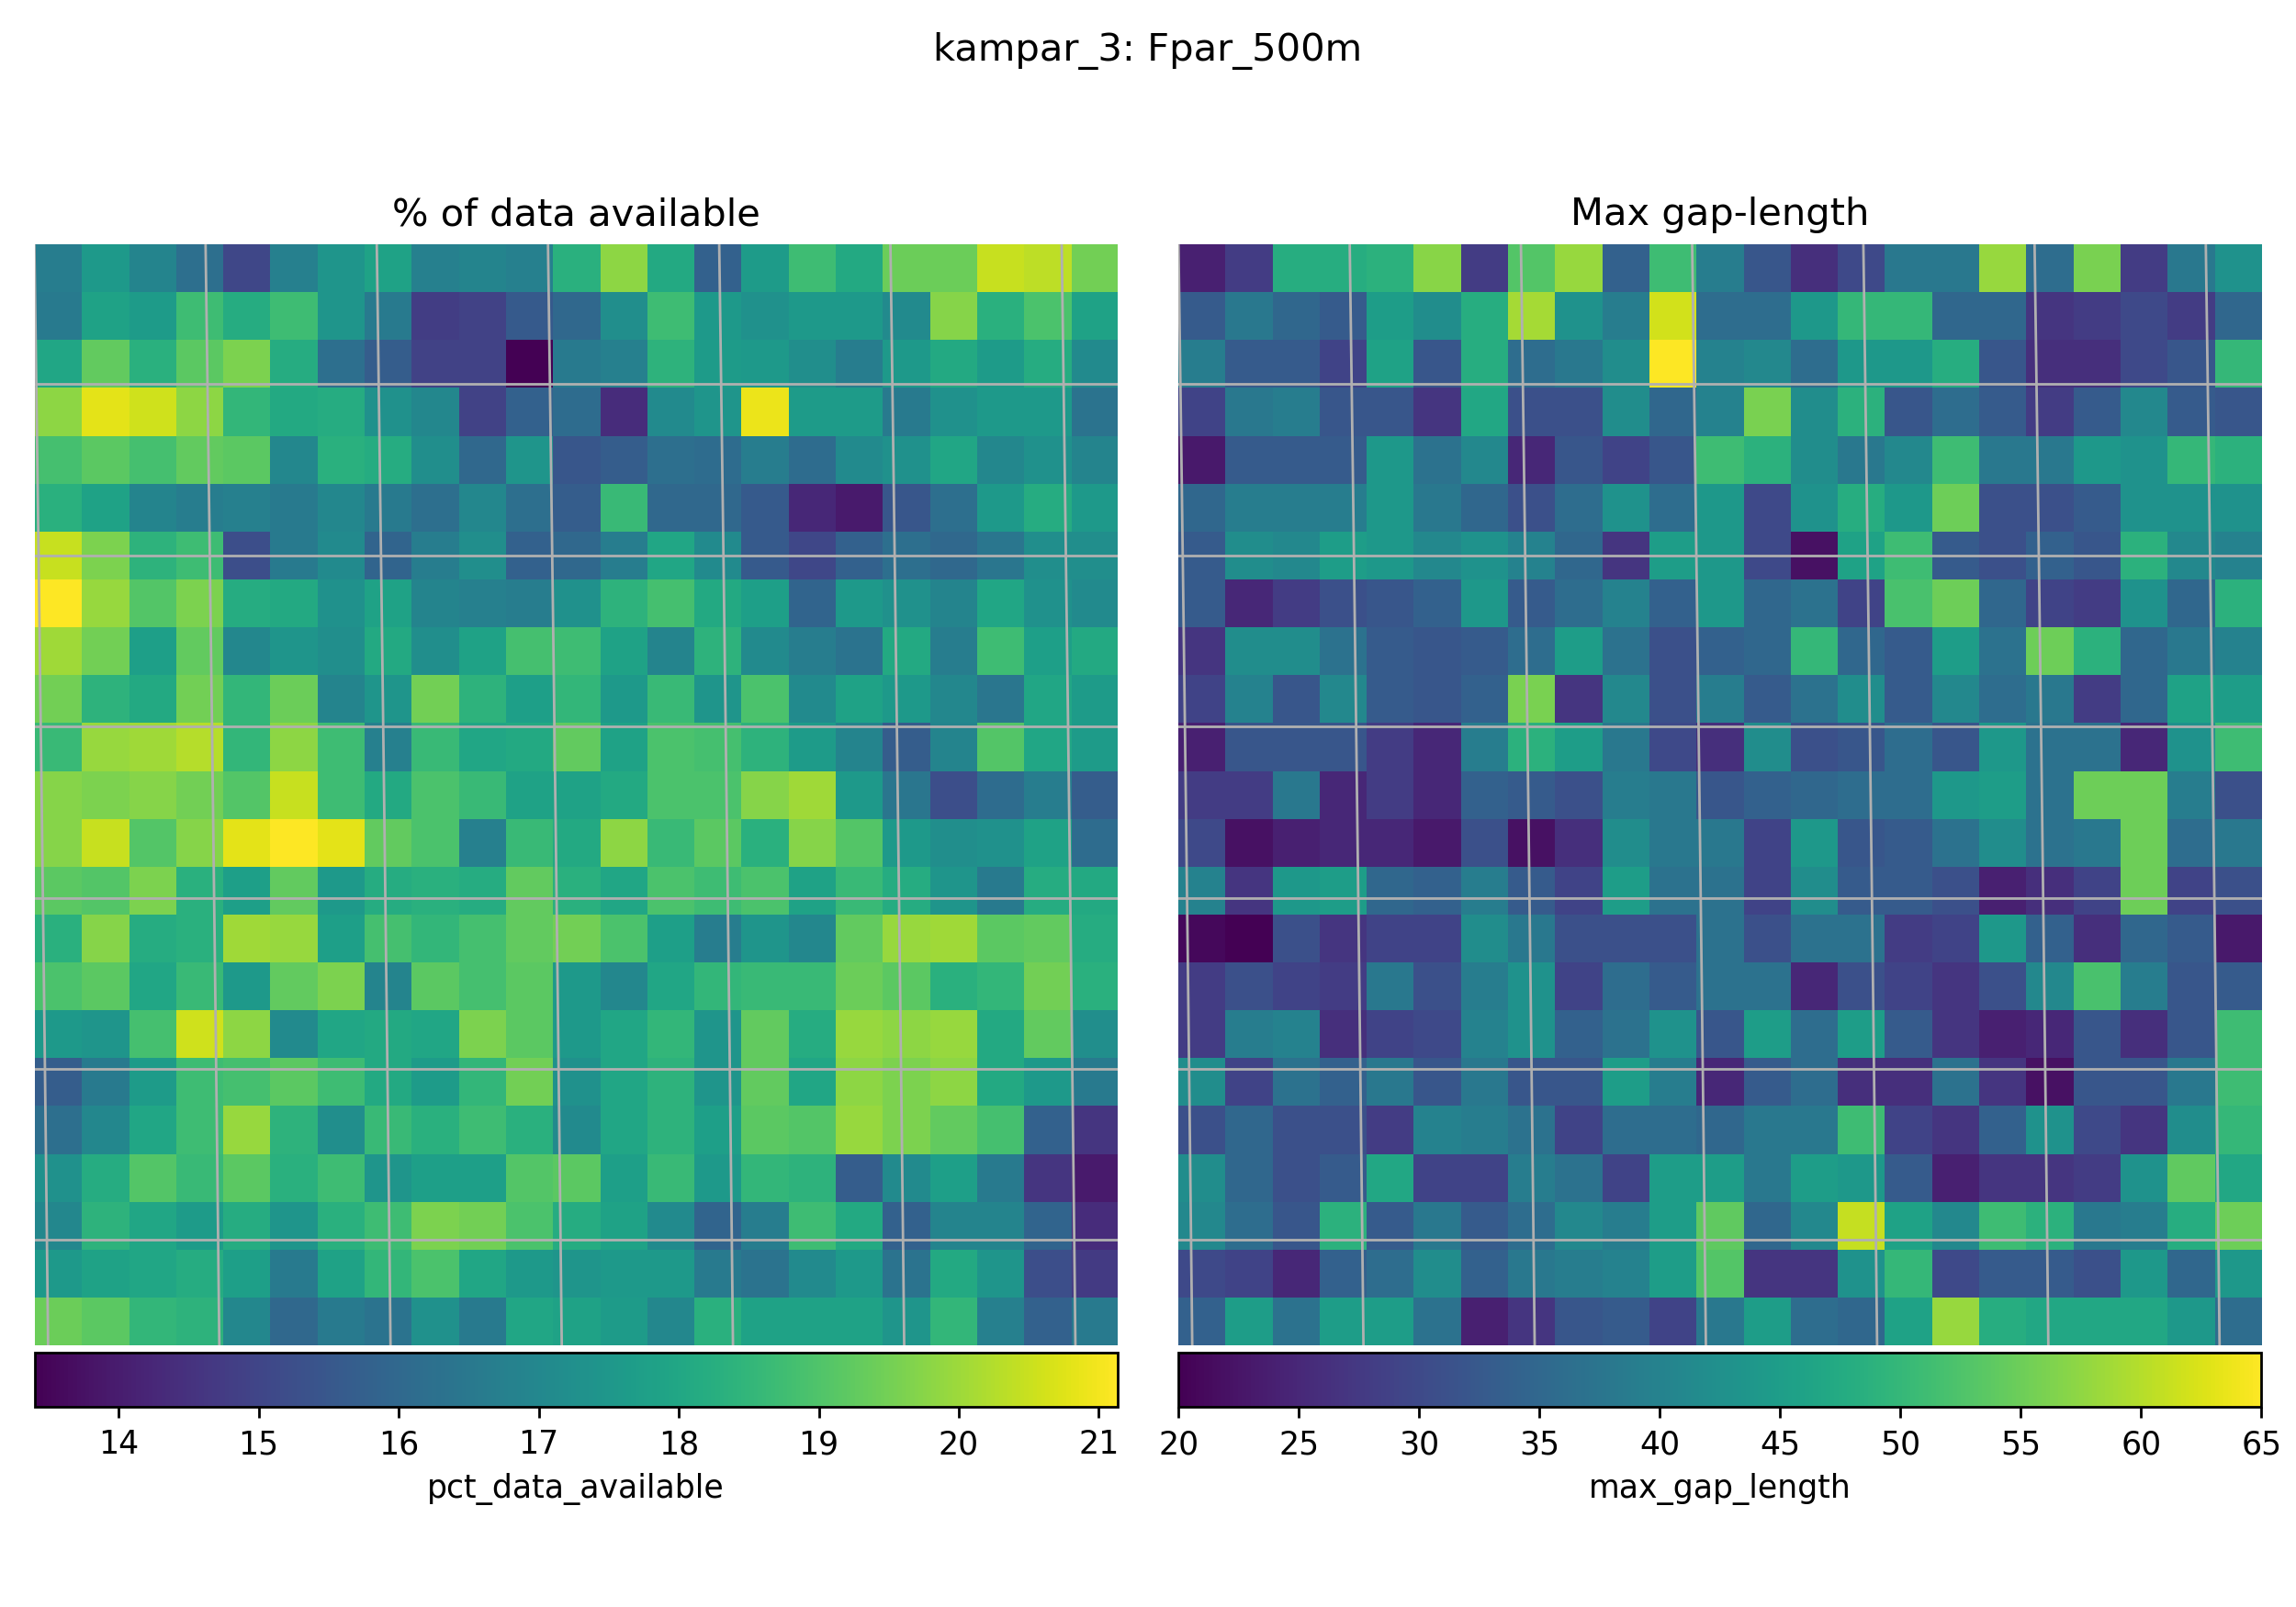 kampar_3: Fpar_500m
% of data available
Max gap-length
14 15 16 17 18 19 20 21
20 25 30 35 40 45 50 55 60 65
pct_data_available
max_gap_length